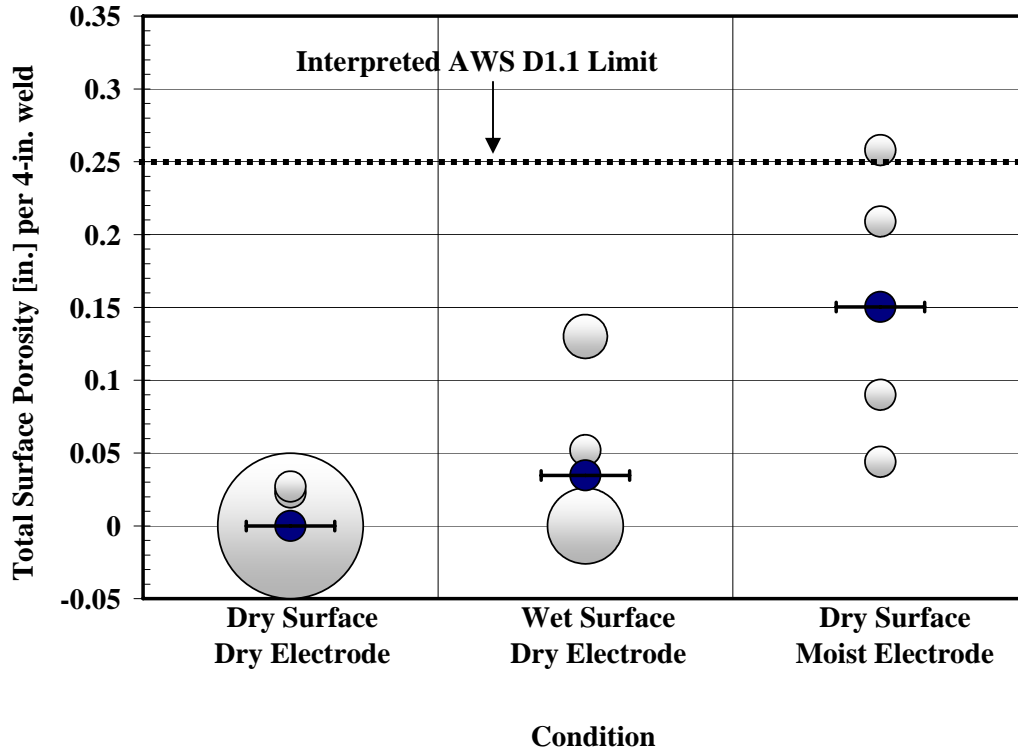 Total Surface Porosity [in.] per 4-in. weld
0.35
0.3
0.25
0.2
0.15
0.1
0.05
0
-0.05
Interpreted AWS D1.1 Limit
Dry Surface
Dry Electrode
Wet Surface
Dry Electrode
Dry Surface
Moist Electrode
Condition